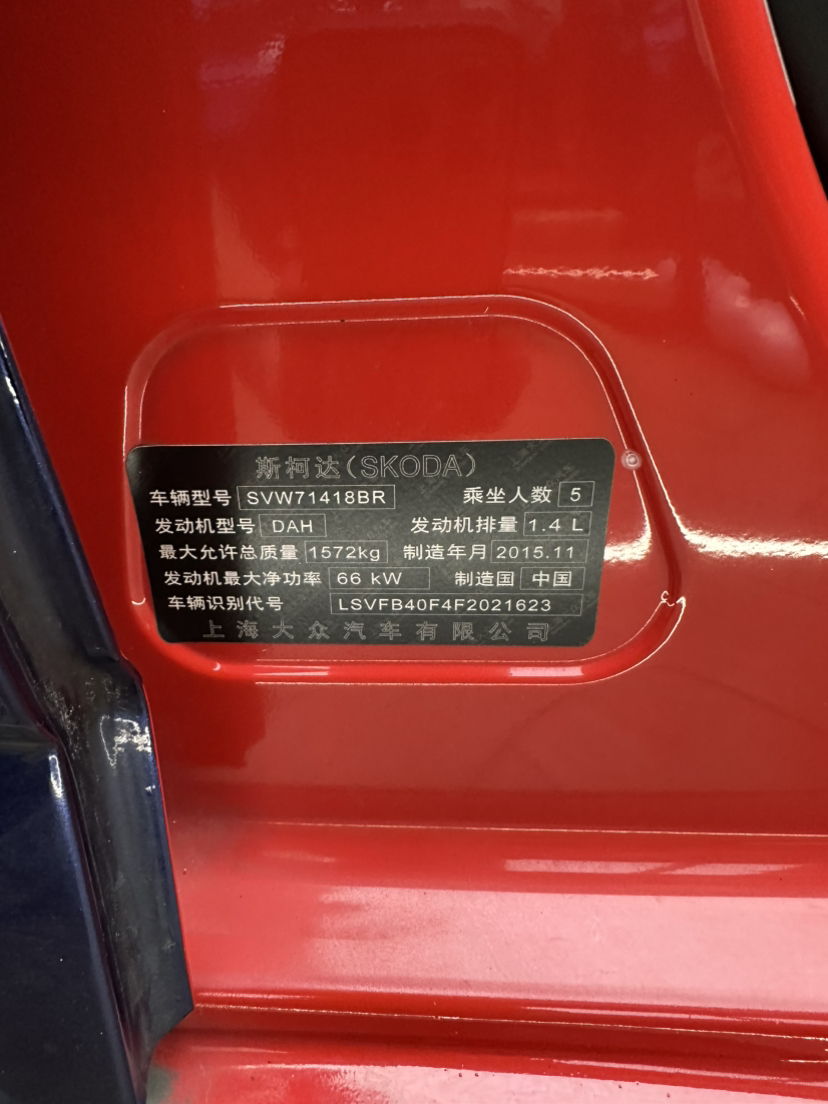 斯柯达(SKODA)
车辆型号 SVW71418BR 乘坐人数 5
发动机型号 DAH 发动机排量 1.4 L
最大允许总质量 1572kg 制造年月 2015.11
发动机最大净功率 66 kW 制造国 中国
车辆识别代号 LSVFB40F4F2021623
上海大众汽车有限公司